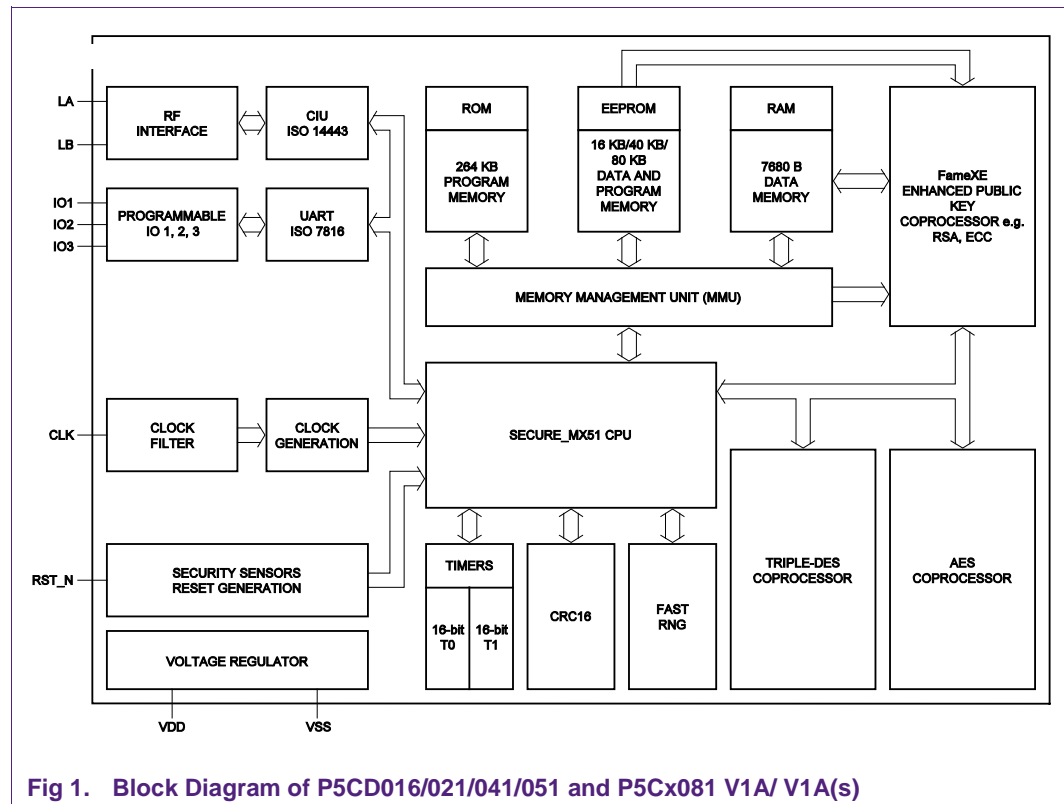 LA
LB
RF
INTERFACE
CIU
ISO 14443
IO1
IO2
IO3
PROGRAMMABLE
IO 1, 2, 3
UART
ISO 7816
ROM
264 KB
PROGRAM
MEMORY
EEPROM
16 KB/40 KB/
80 KB
DATA AND
PROGRAM
MEMORY
RAM
7680 B
DATA
MEMORY
FameXE
ENHANCED PUBLIC
KEY
COPROCESSOR e.g.
RSA, ECC
MEMORY MANAGEMENT UNIT (MMU)
CLK
CLOCK
FILTER
CLOCK
GENERATION
SECURE_MX51 CPU
RST_N
SECURITY SENSORS
RESET GENERATION
VOLTAGE REGULATOR
VDD
VSS
TIMERS
16-bit
T0
16-bit
T1
CRC16
FAST
RNG
TRIPLE-DES
COPROCESSOR
AES
COPROCESSOR
Fig 1. Block Diagram of P5CD016/021/041/051 and P5Cx081 V1A/ V1A(s)